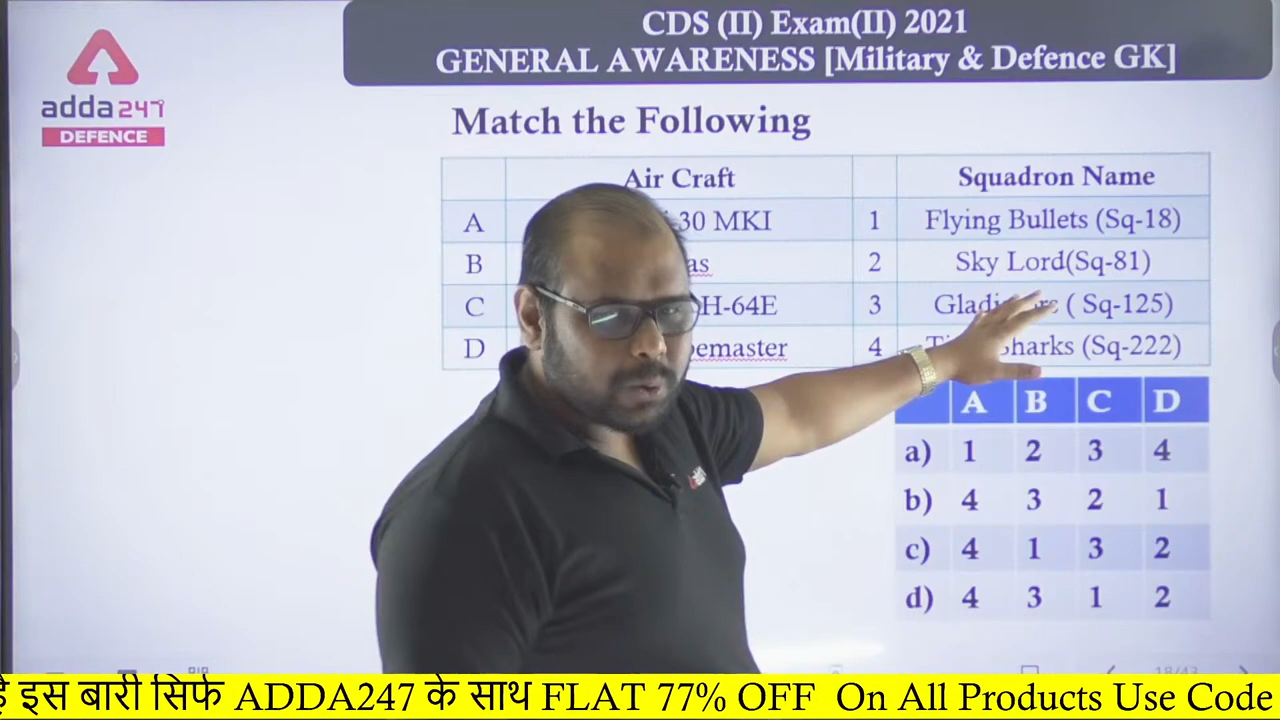 CDS (II) Exam(II) 2021
GENERAL AWARENESS [Military & Defence GK]
adda247
DEFENCE
Match the Following
Air Craft Squadron Name
A 30 MKI 1 Flying Bullets (Sq-18)
B as 2 Sky Lord(Sq-81)
C H-64E 3 ( Sq-125)
D emaster 4 Sharks (Sq-222)
A B C D
a) 1 2 3 4
b) 4 3 2 1
c) 4 1 3 2
d) 4 3 1 2
18/43
है इस बारी सिर्फ ADDA247 के साथ FLAT 77% OFF On All Products Use Code